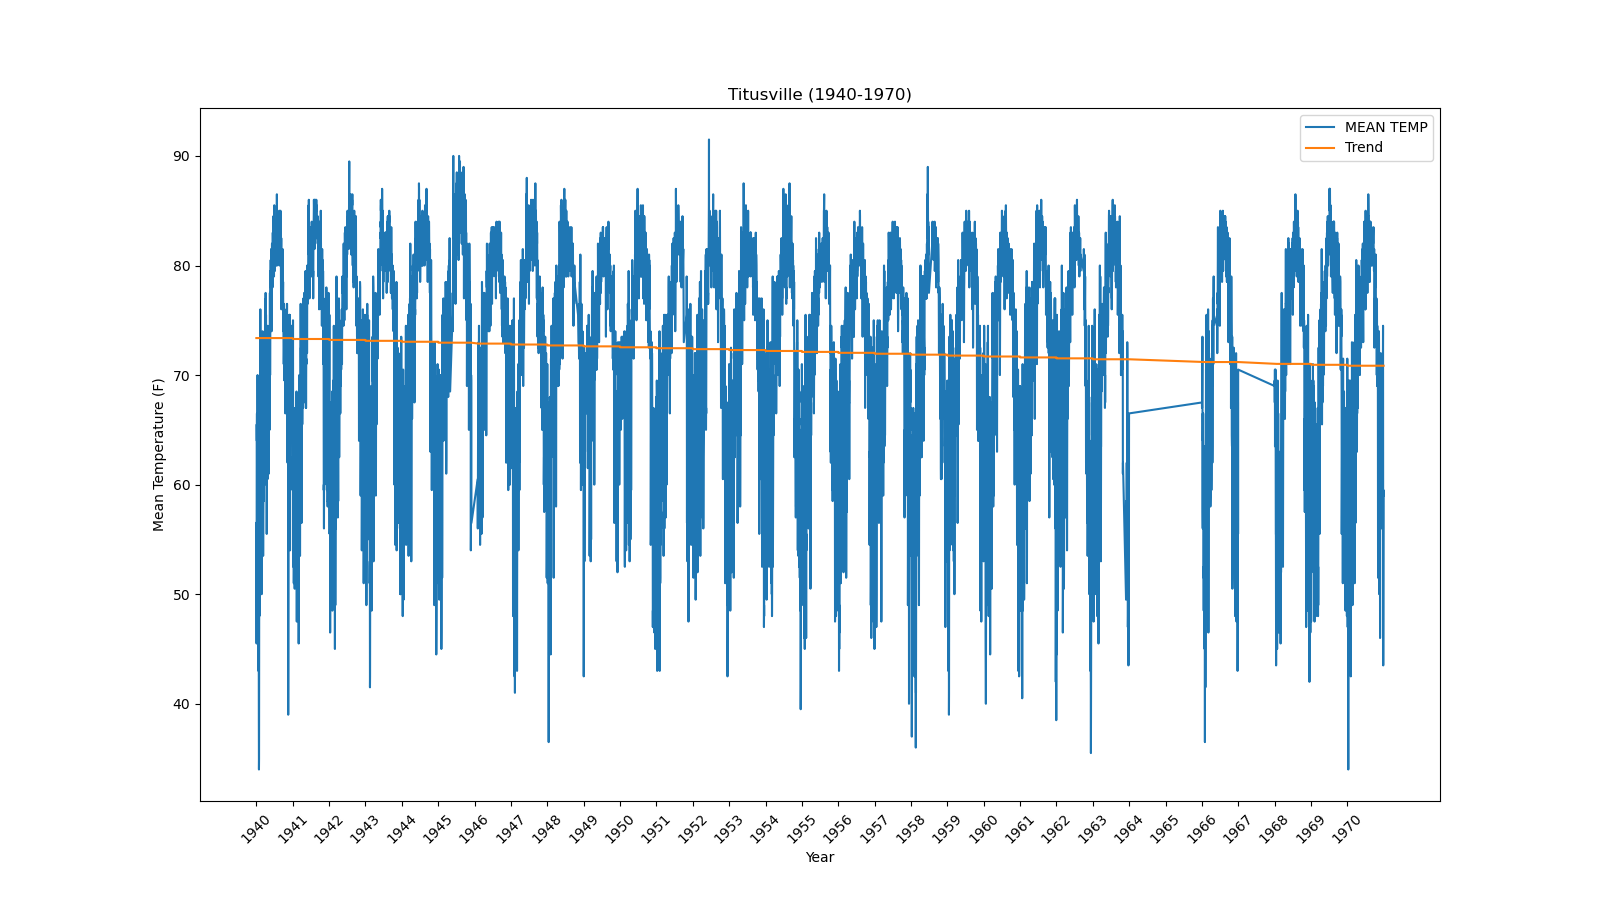 Titusville (1940-1970)
MEAN TEMP
Trend
Mean Temperature (F)
90
80
70
60
50
40
1940 1941 1942 1943 1944 1945 1946 1947 1948 1949 1950 1951 1952 1953 1954 1955 1956 1957 1958 1959 1960 1961 1962 1963 1964 1965 1966 1967 1968 1969 1970
Year